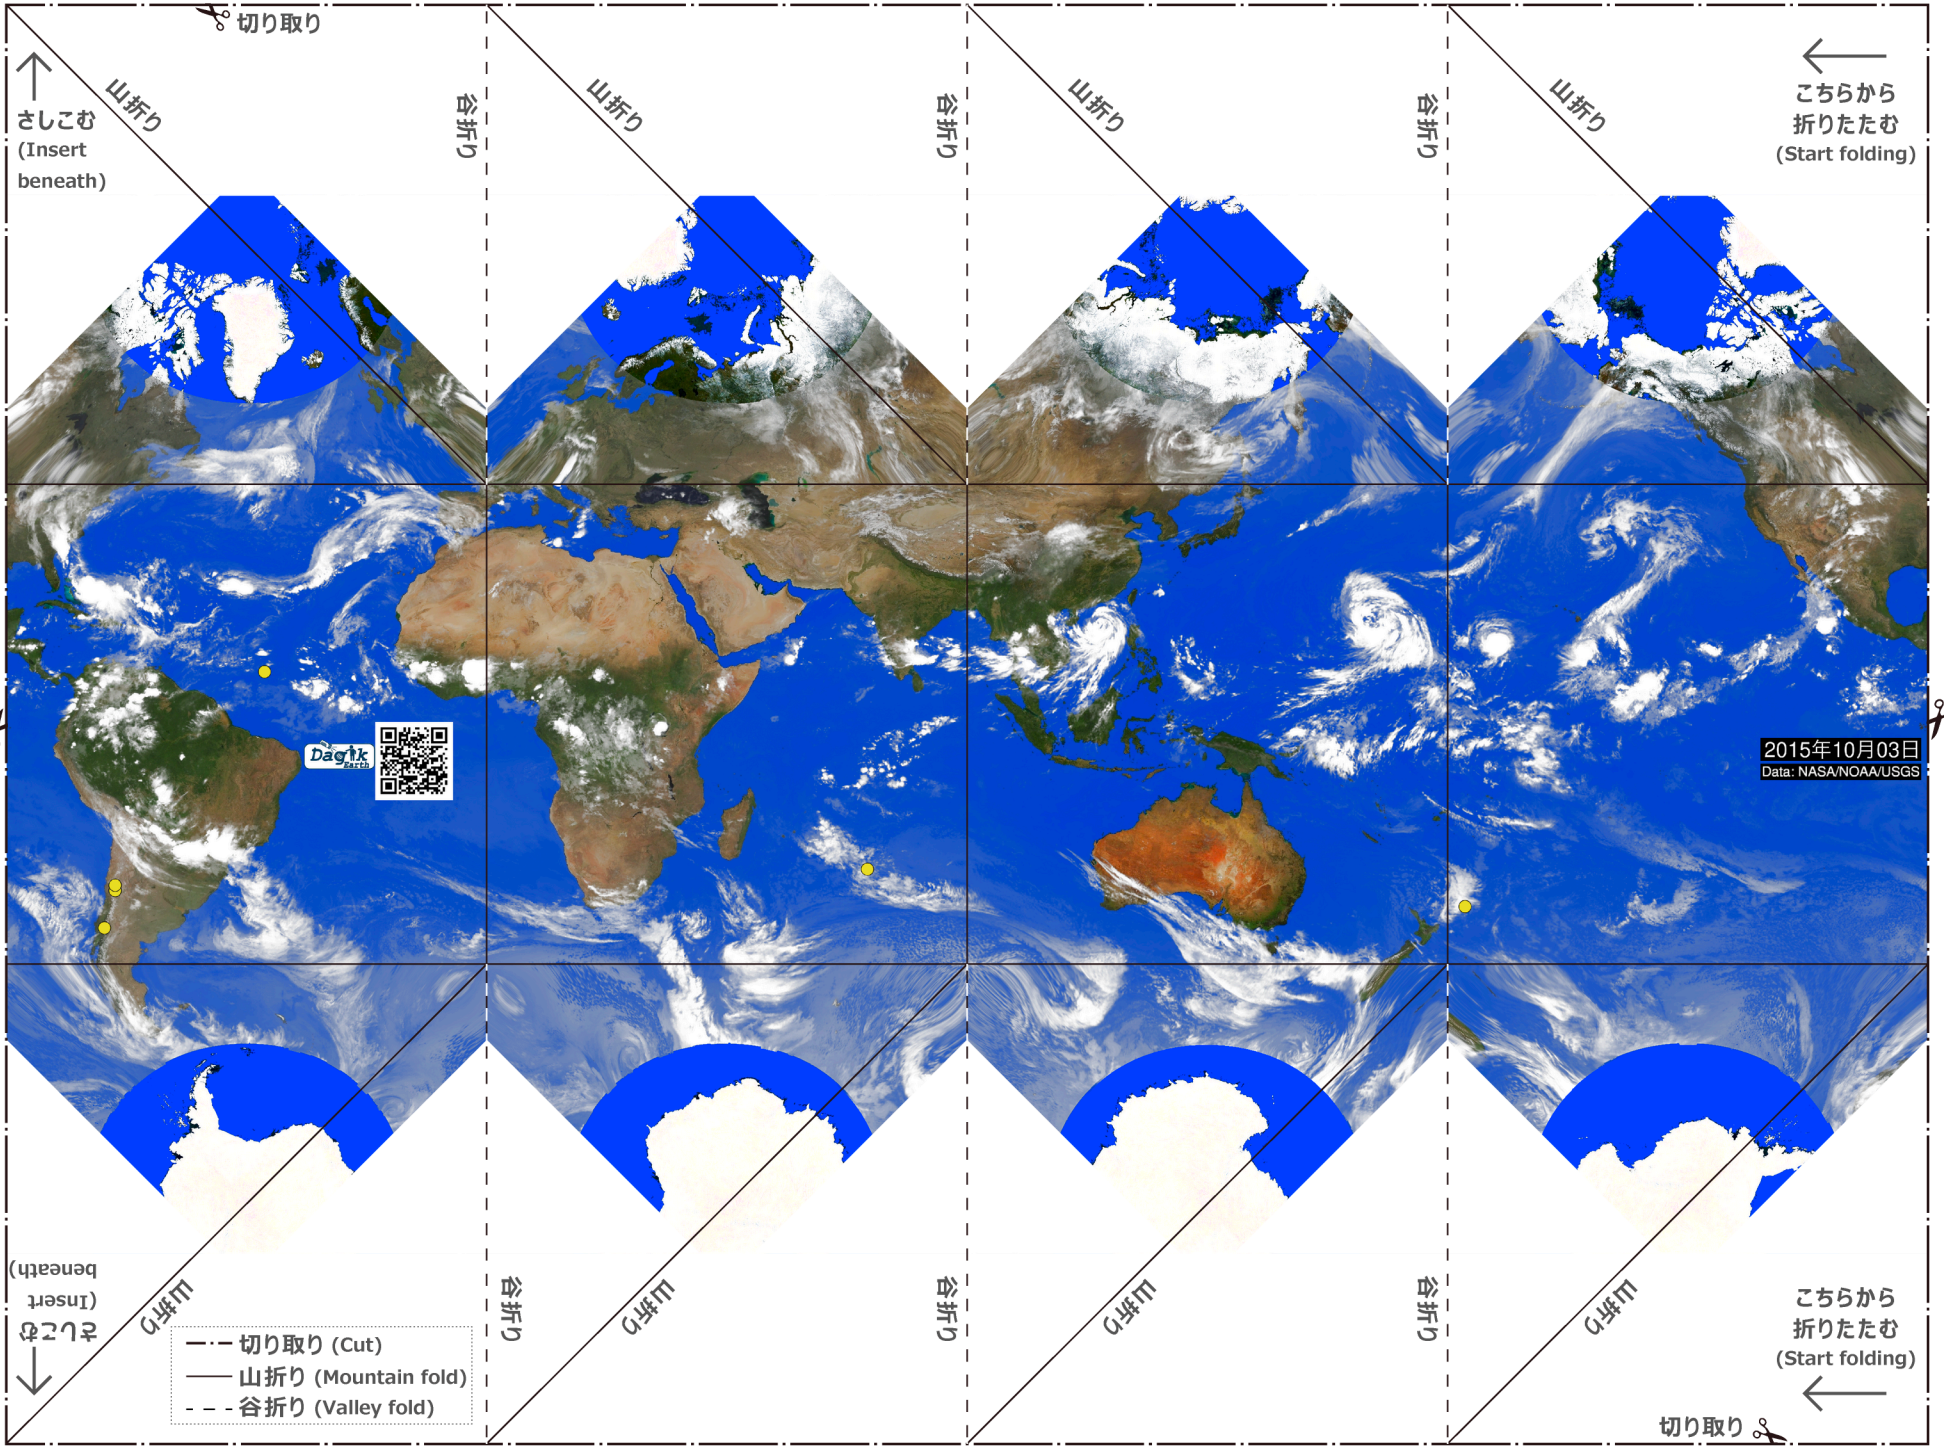 切り取り
山折り
谷折り
山折り
谷折り
山折り
谷折り
山折り
さしこむ
(Insert
beneath)
こちらから
折りたたむ
(Start folding)
Dagik
Earth
2015年10月03日
Data: NASA/NOAA/USGS
さしこむ
(Insert
beneath)
山折り
谷折り
山折り
谷折り
山折り
谷折り
山折り
こちらから
折りたたむ
(Start folding)
切り取り (Cut)
山折り (Mountain fold)
谷折り (Valley fold)
切り取り